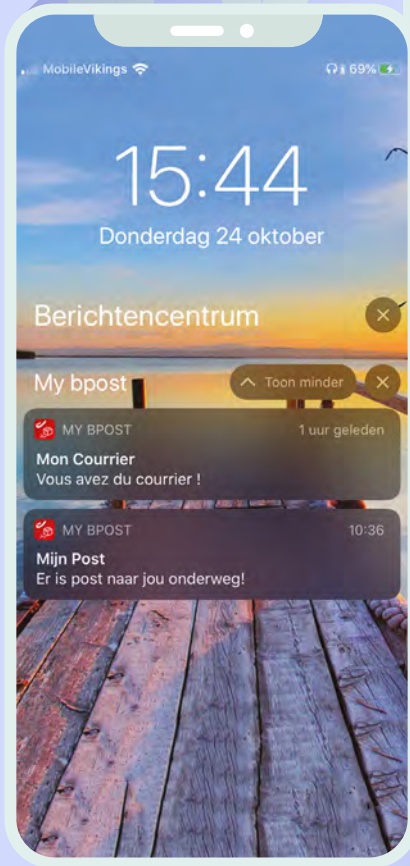 MobileVikings 69%
15:44
Donderdag 24 oktober
Berichtencentrum
My bpost Toon minder
MY BPOST 1 uur geleden
Mon Courrier
Vous avez du courrier !
MY BPOST 10:36
Mijn Post
Er is post naar jou onderweg!